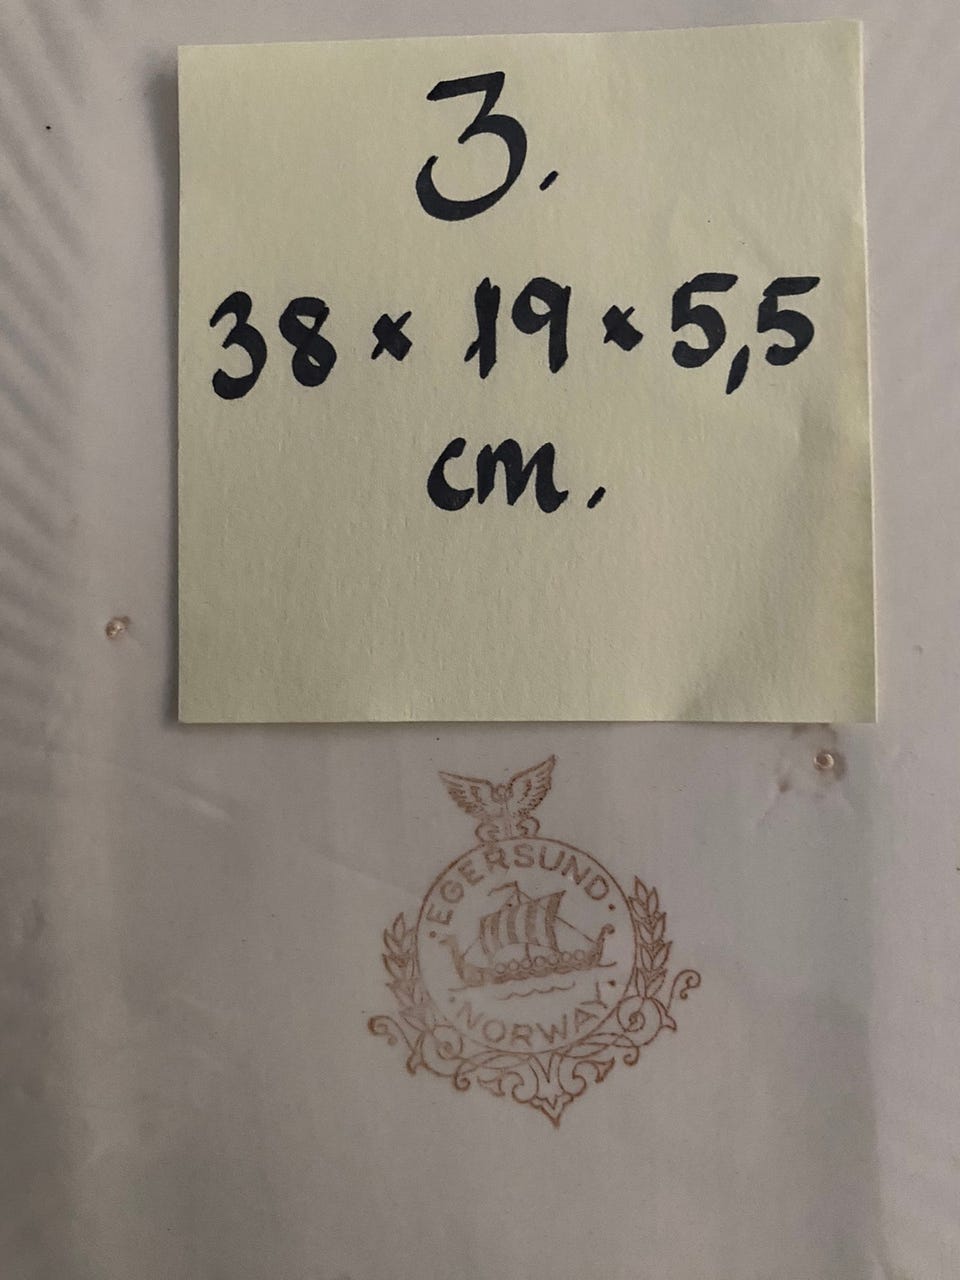 3.
38 x 19 x 5,5
cm.
EGERSUND
NORWAY